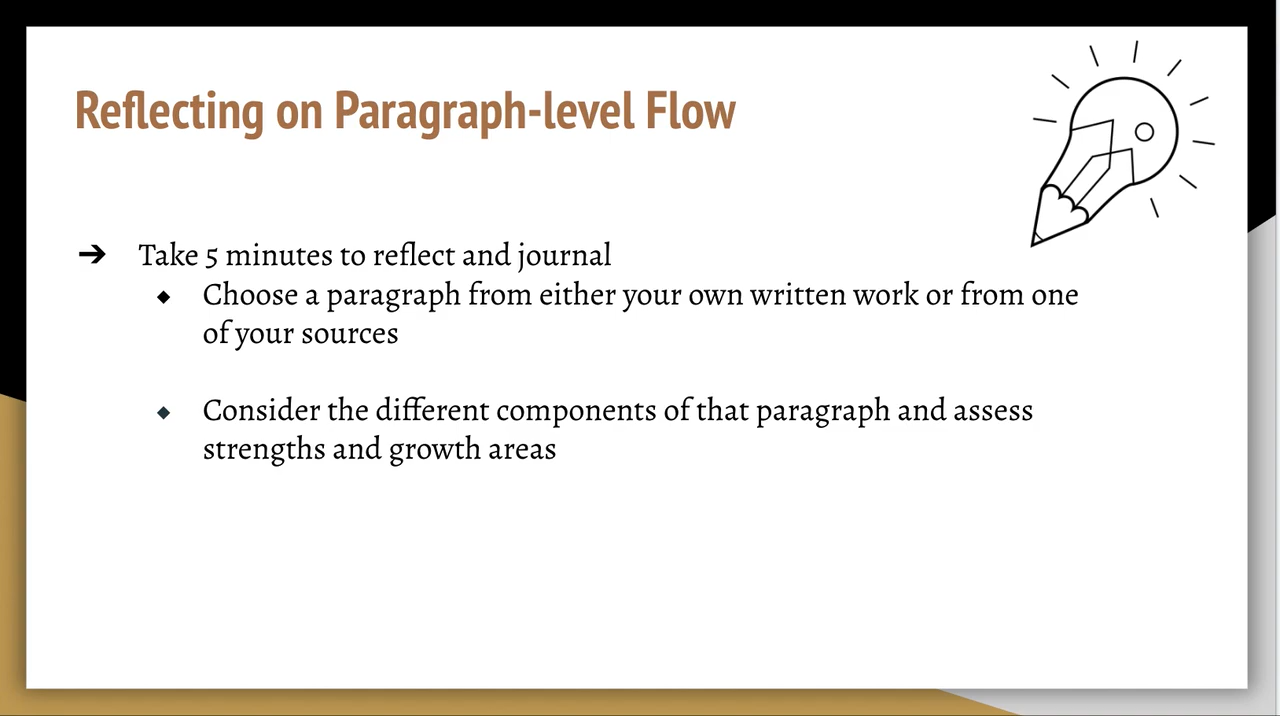 Reflecting on Paragraph-level Flow
➔ Take 5 minutes to reflect and journal
◆ Choose a paragraph from either your own written work or from one
of your sources
◆ Consider the different components of that paragraph and assess
strengths and growth areas